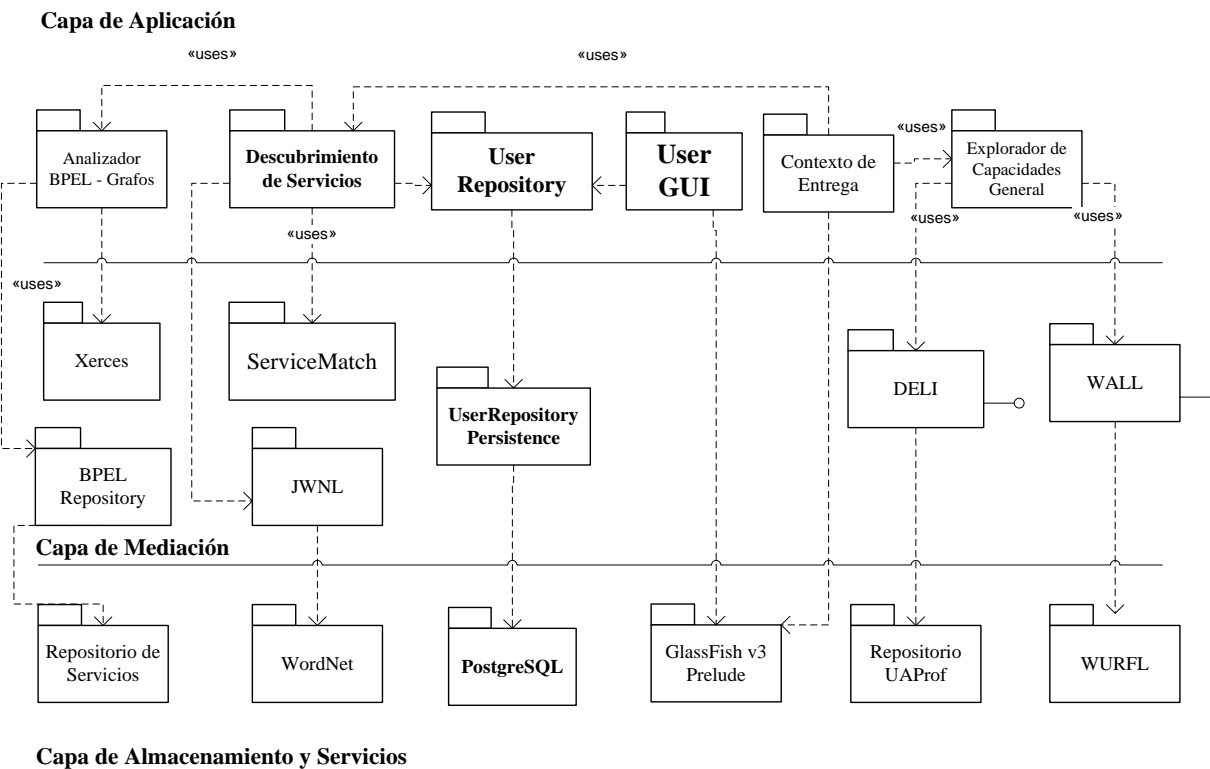 Capa de Aplicación
«uses»
«uses»
«uses»
Analizador
BPEL - Grafos
Descubrimiento
de Servicios
User
Repository
User
GUI
Contexto de
Entrega
Explorador de
Capacidades
General
«uses»
«uses»
«uses»
«uses»
Xerces
ServiceMatch
DELI
WALL
UserRepository
Persistence
BPEL
Repository
JWNL
Capa de Mediación
Repositorio de
Servicios
WordNet
PostgreSQL
GlassFish v3
Prelude
Repositorio
UAProf
WURFL
Capa de Almacenamiento y Servicios